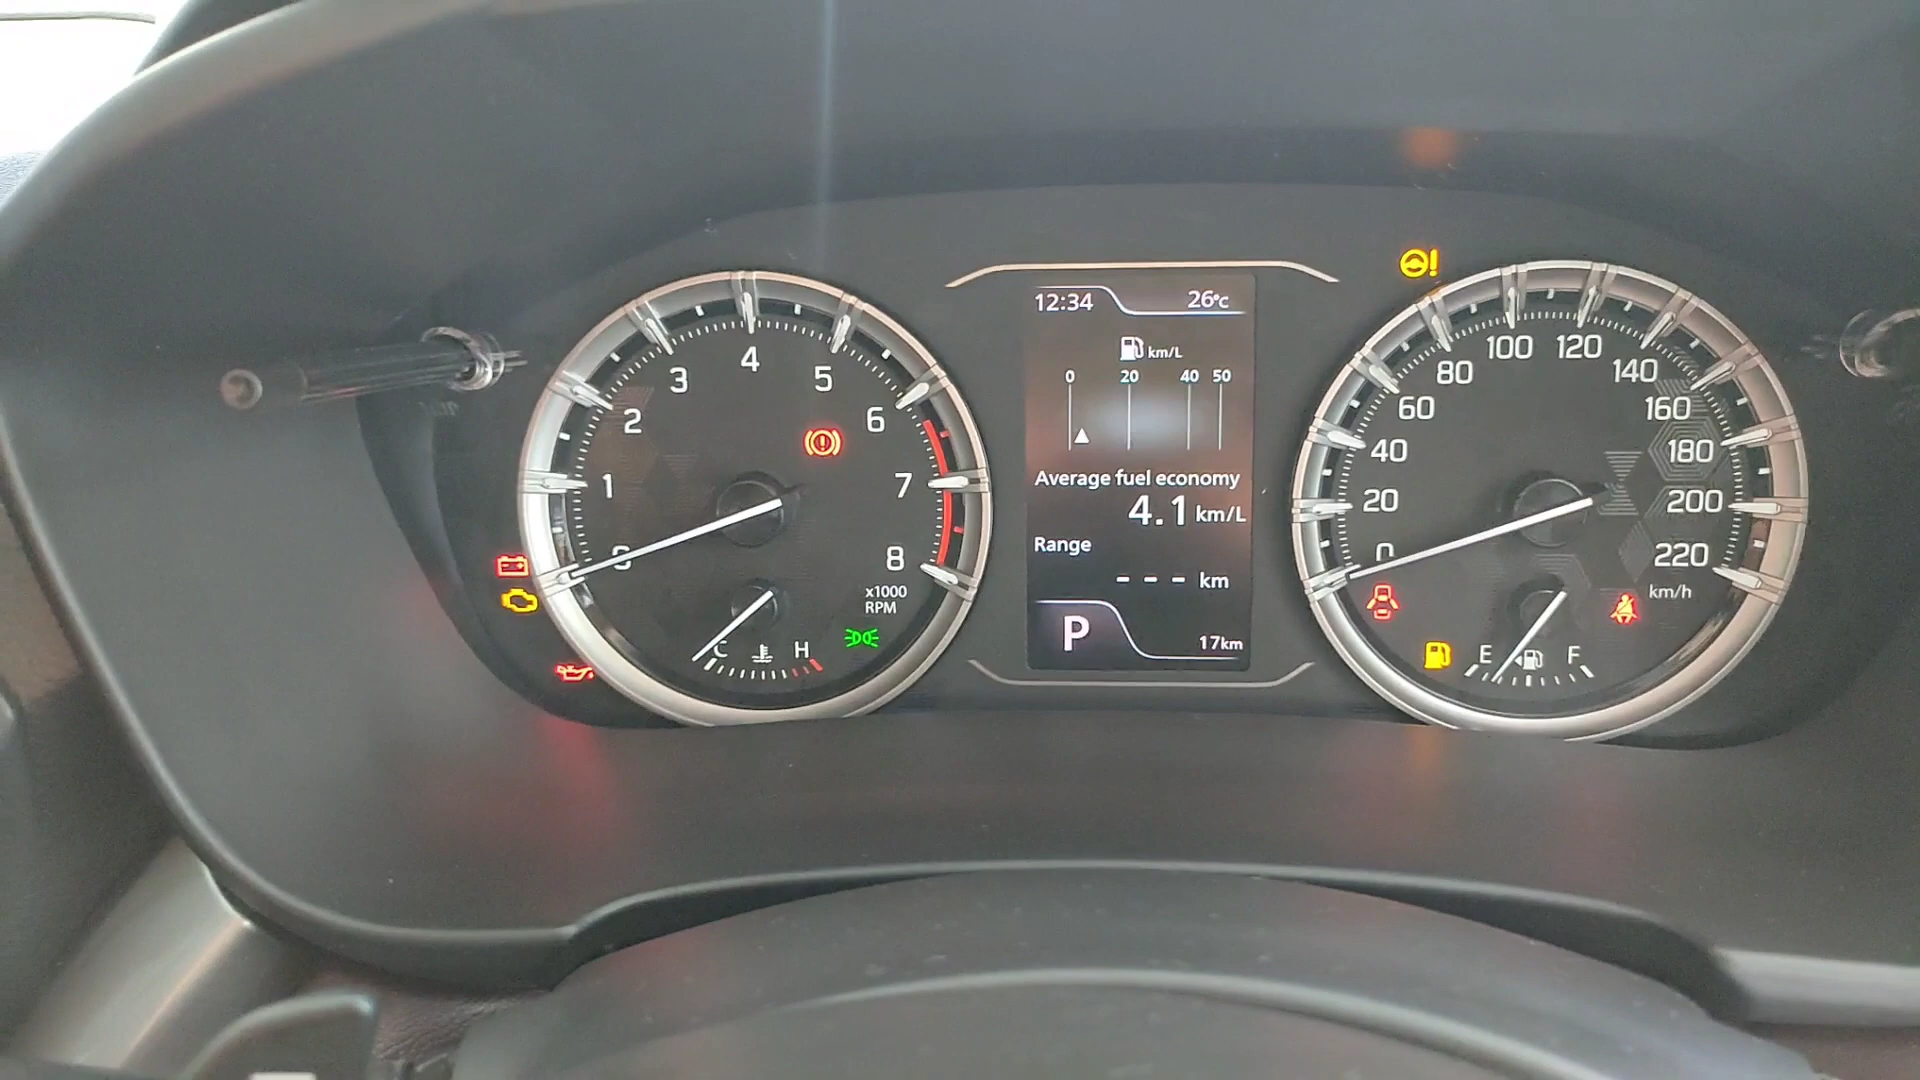 1
2
3
4
5
6
7
8
x1000
RPM
C
H
12:34
26°C
km/L
0 20 40 50
Average fuel economy
4.1 km/L
Range
--- km
P
17km
0
20
40
60
80
100
120
140
160
180
200
220
km/h
E
F